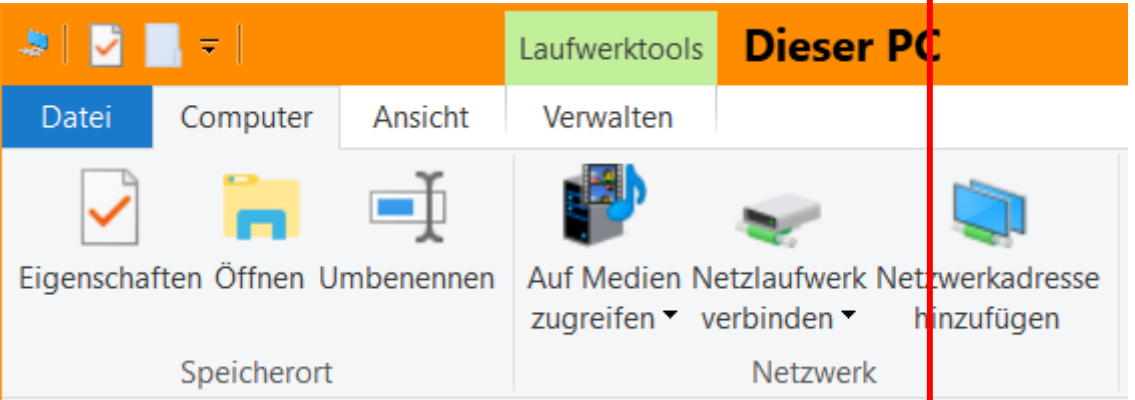 Laufwerktools Dieser PC
Datei Computer Ansicht Verwalten
Eigenschaften Öffnen Umbenennen Auf Medien Netzlaufwerk Netzwerkadresse
zugreifen verbinden hinzufügen
Speicherort Netzwerk